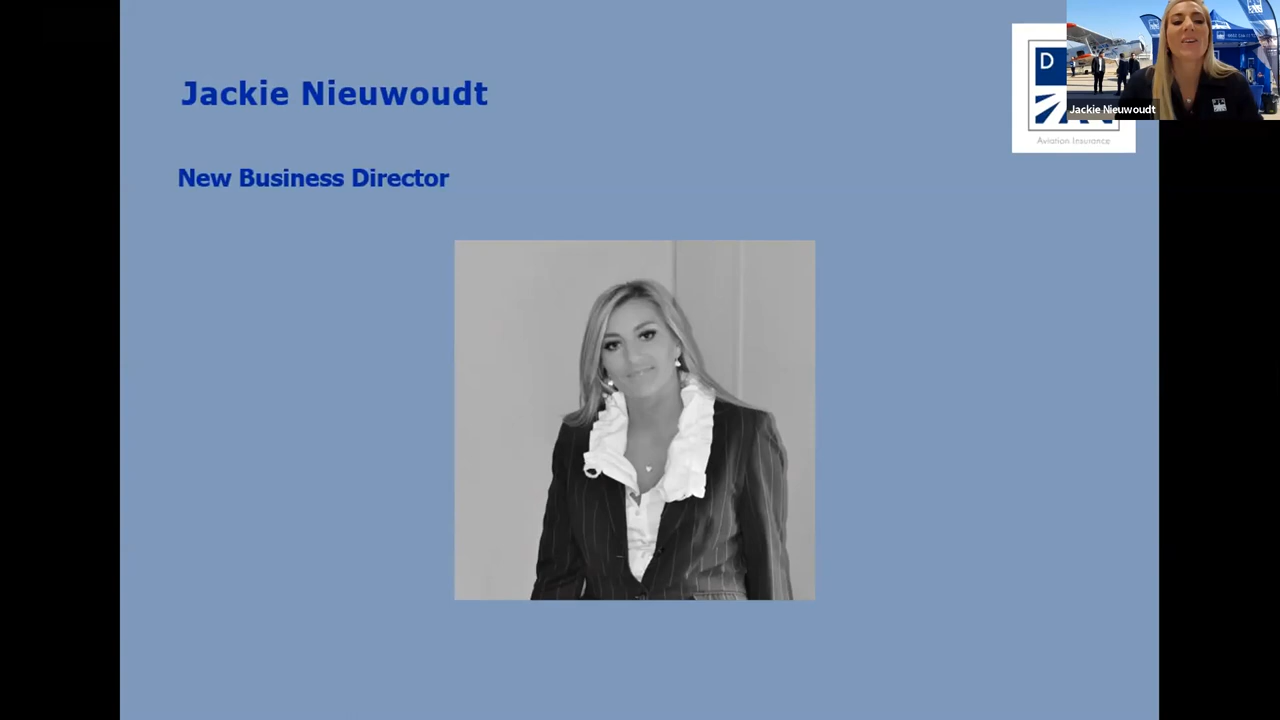 Jackie Nieuwoudt
New Business Director
D
Aviation Insurance
Jackie Nieuwoudt